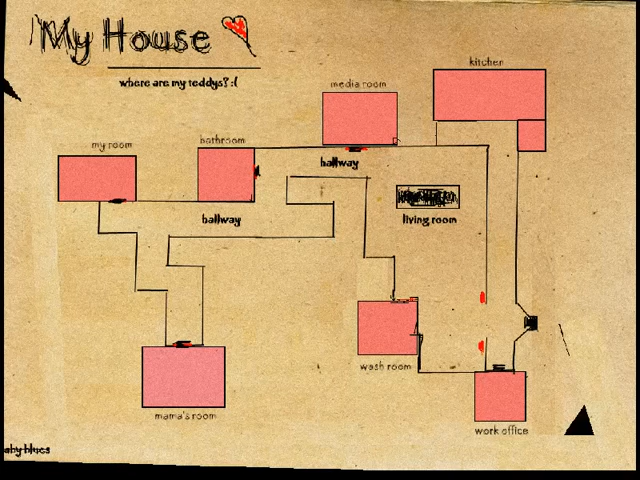 My House
where are my teddys? :(
kitchen
media room
my room
bathroom
hallway
hallway
living room
wash room
mama's room
work office
aby blues